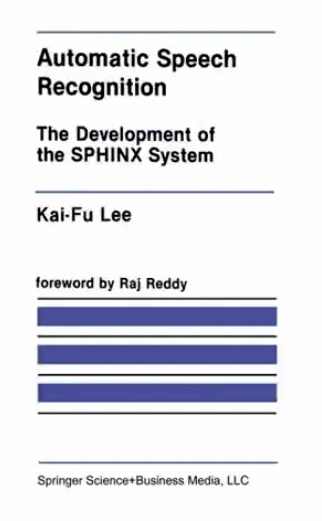 Automatic Speech
Recognition
The Development of
the SPHINX System
Kai-Fu Lee
foreword by Raj Reddy
Springer Science+Business Media, LLC